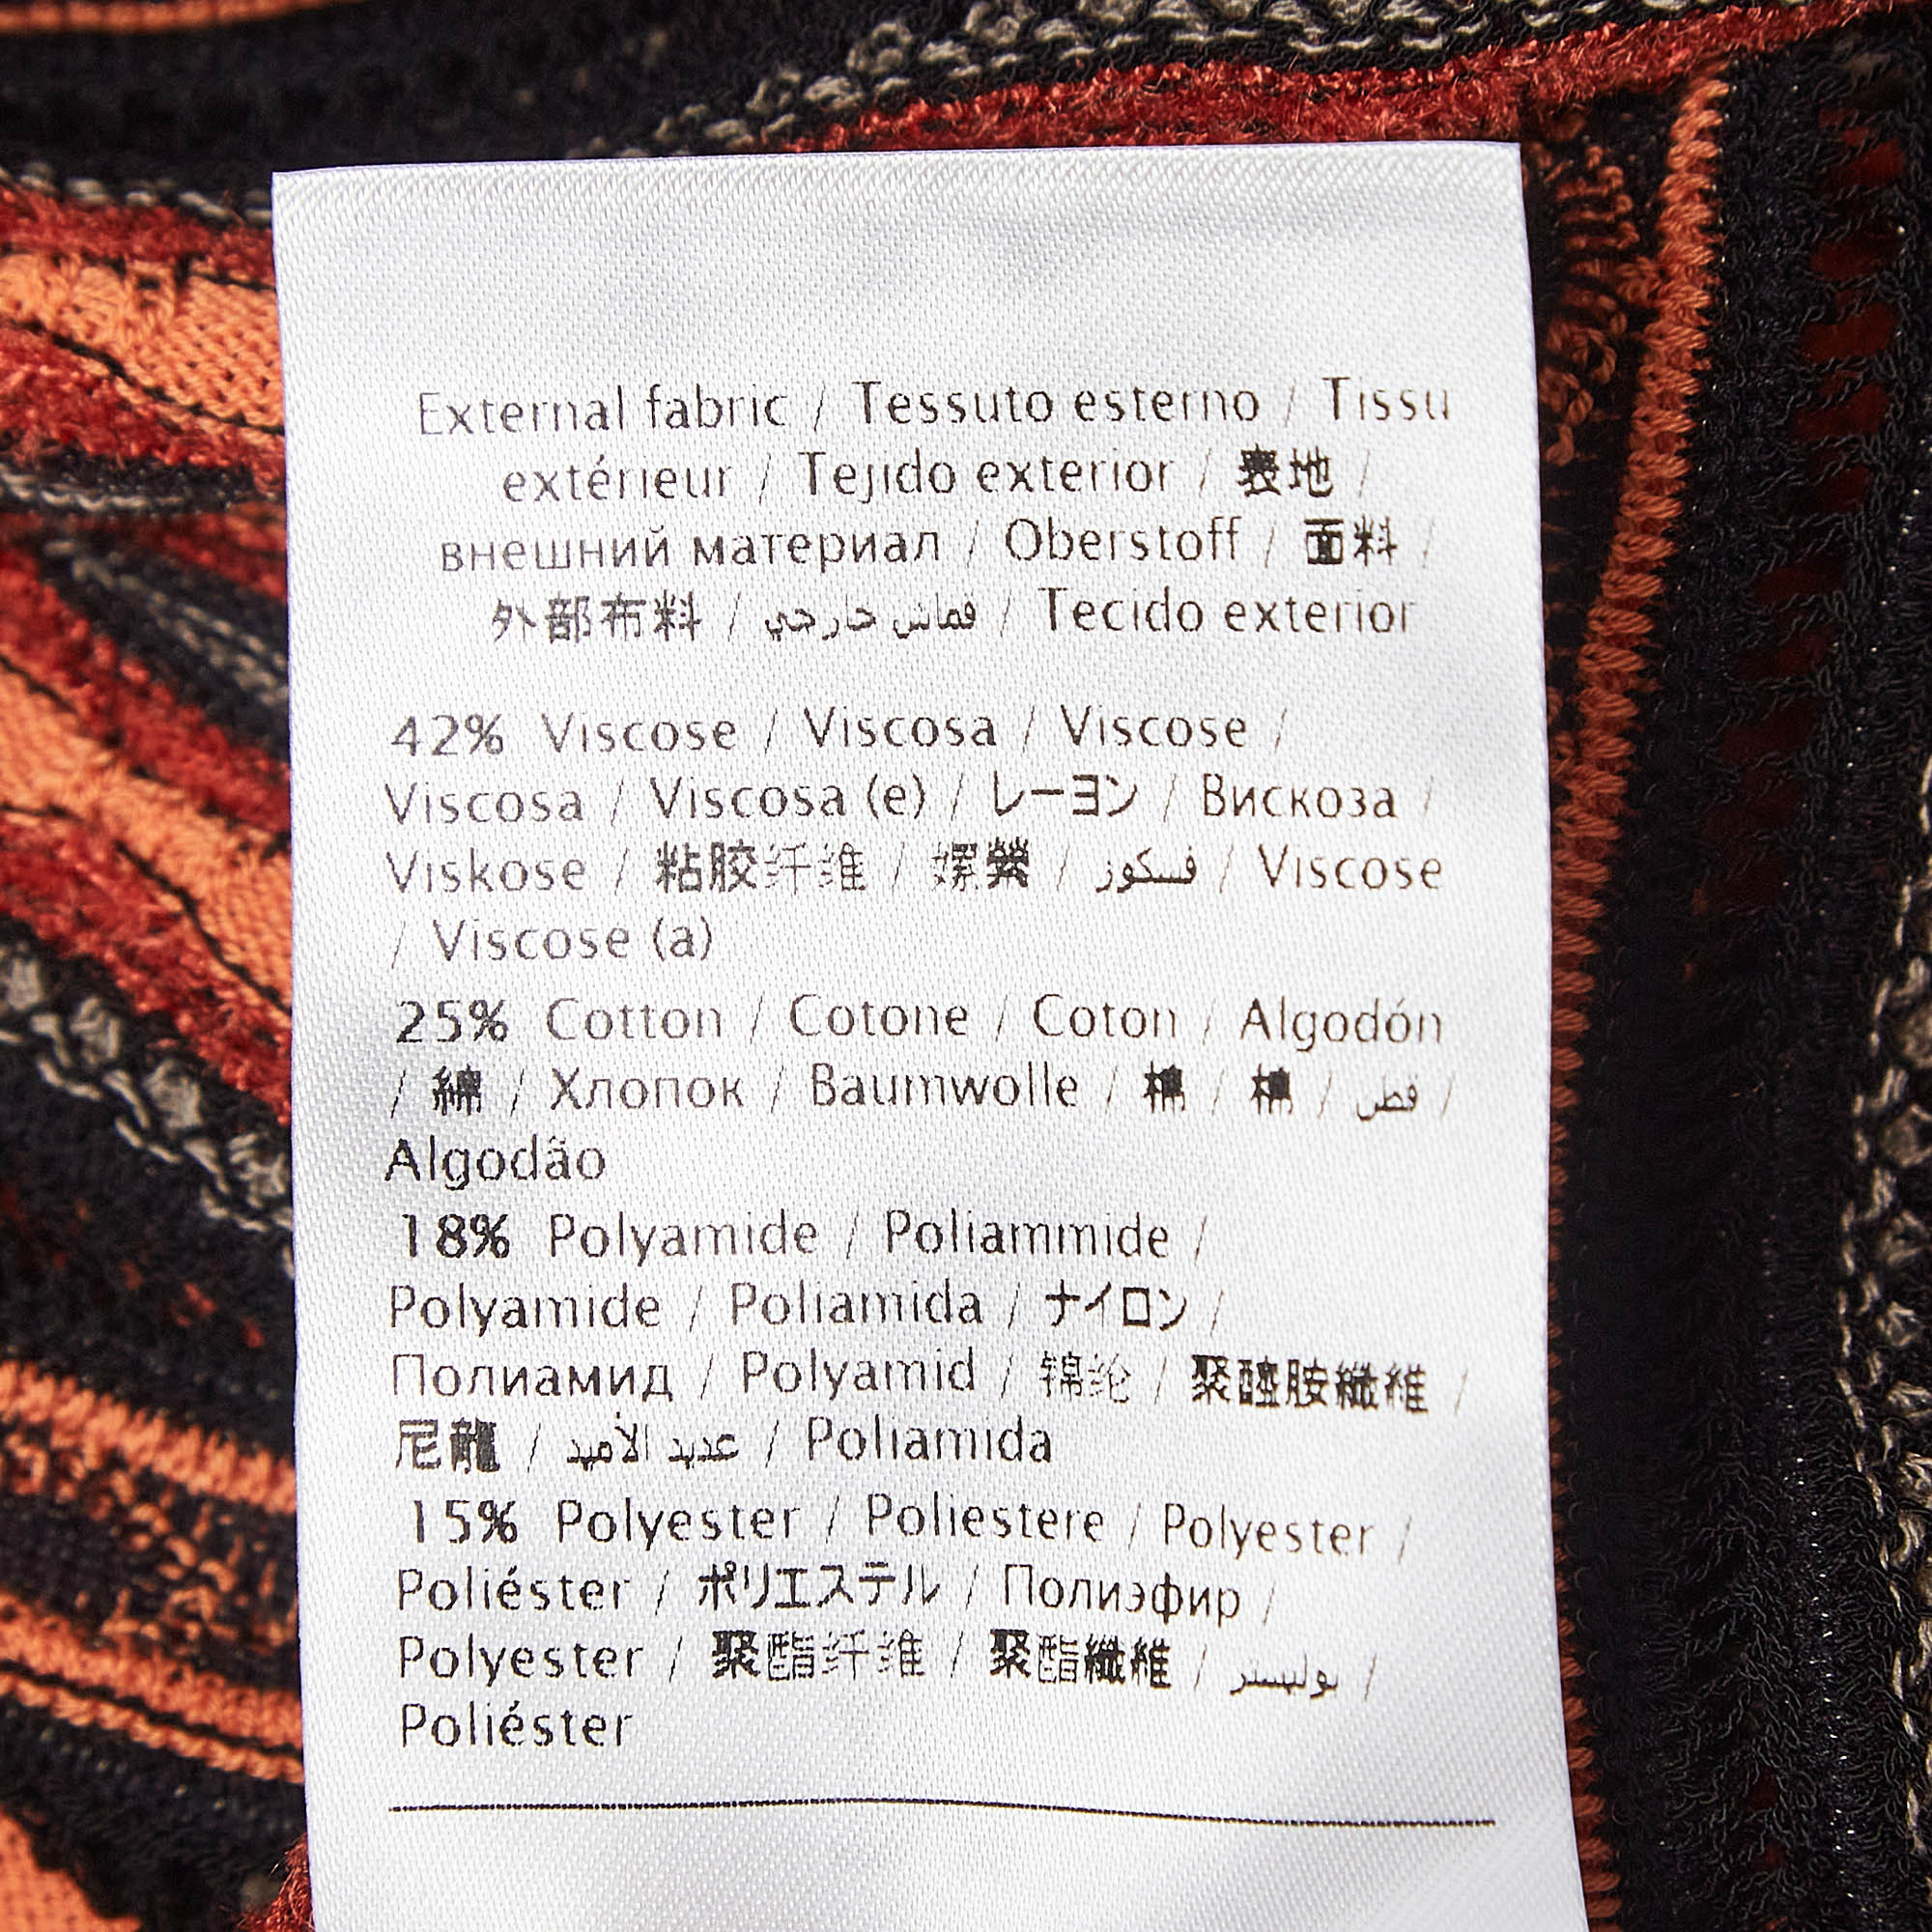 External fabric / Tessuto esterno / Tissu
extérieur / Tejido exterior / 表地 /
внешний материал / Oberstoff / 面料 /
外部布料 / قماش خارجي / Tecido exterior
42% Viscose / Viscosa / Viscose /
Viscosa / Viscosa (e) / レーヨン / Вискоза /
Viskose / 粘胶纤维 / 嫘縈 / فسكوز / Viscose
/ Viscose (a)
25% Cotton / Cotone / Coton / Algodón
/ 綿 / Хлопок / Baumwolle / 棉 / 棉 / قطن /
Algodão
18% Polyamide / Poliammide /
Polyamide / Poliamida / ナイロン /
Полиамид / Polyamid / 锦纶 / 聚醯胺纖維 /
尼龍 / عديد الأميد / Poliamida
15% Polyester / Poliestere / Polyester /
Poliéster / ポリエステル / Полиэфир /
Polyester / 聚酯纤维 / 聚酯纖維 / بوليستر /
Poliéster